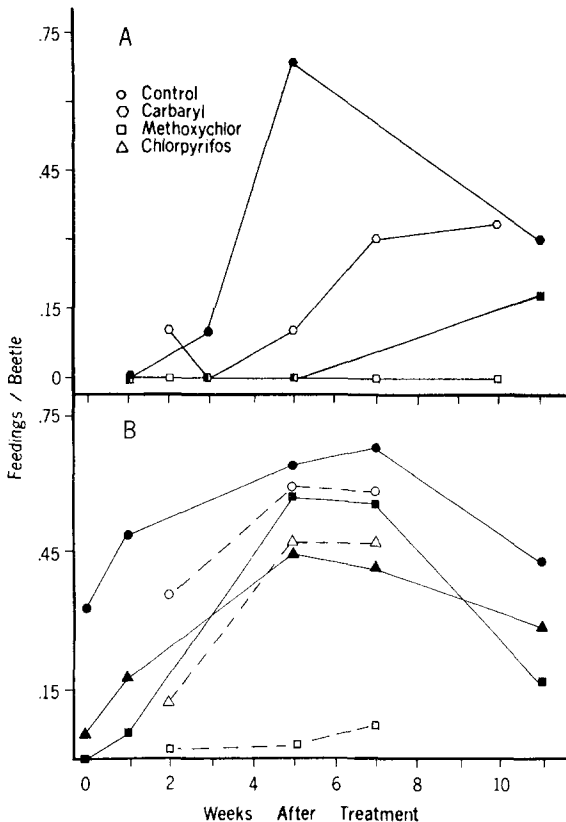 .75
A
Control
Carbaryl
Methoxychlor
Chlorpyrifos
.45
.15
0
Feedings / Beetle
.75
B
.45
.15
0 2 4 6 8 10
Weeks After Treatment